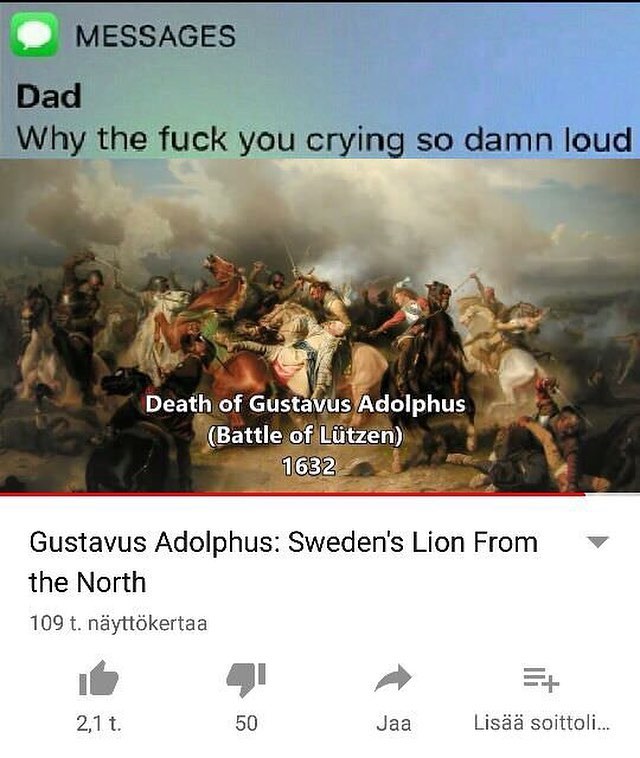 MESSAGES
Dad
Why the fuck you crying so damn loud
Death of Gustavus Adolphus
(Battle of Lützen)
1632
Gustavus Adolphus: Sweden's Lion From
the North
109 t. näyttökertaa
2,1 t.
50
Jaa
Lisää soittoli...